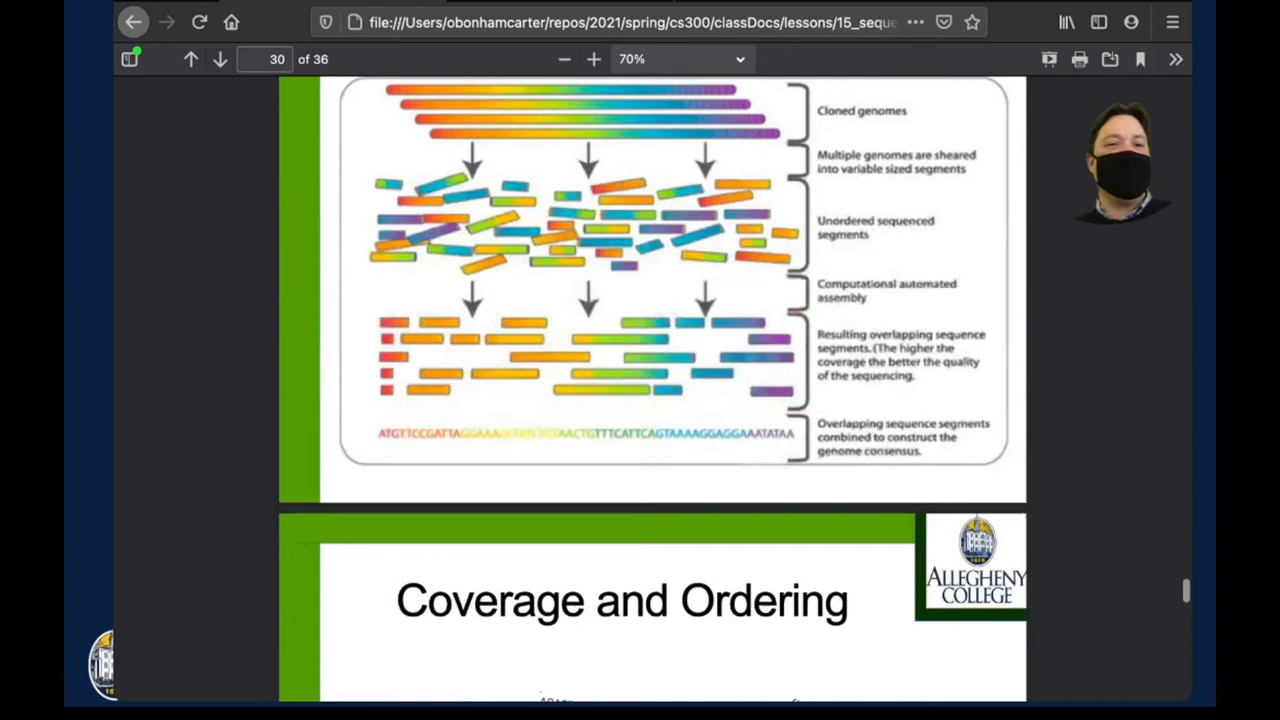 file:///Users/obonhamcarter/repos/2021/spring/cs300/classDocs/lessons/15_seque
30 of 36
70%
Cloned genomes
Multiple genomes are sheared
into variable sized segments
Unordered sequenced
segments
Computational automated
assembly
Resulting overlapping sequence
segments. (The higher the
coverage the better the quality
of the sequencing.
Overlapping sequence segments
combined to construct the
genome consensus.
Coverage and Ordering
ALLEGHENY
COLLEGE